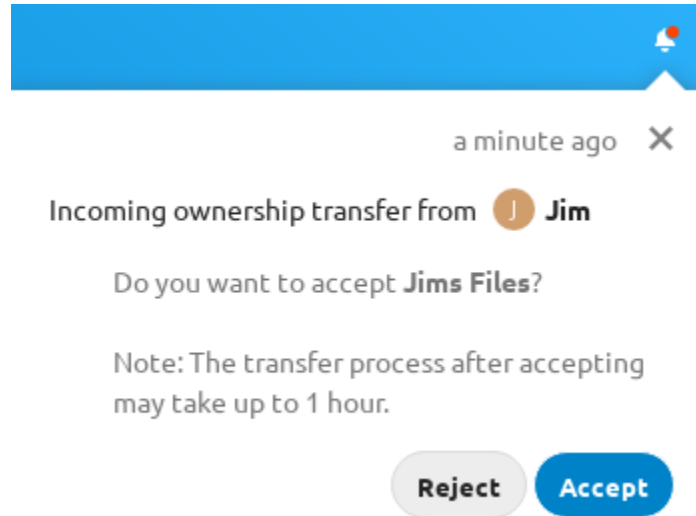 a minute ago
Incoming ownership transfer from J Jim
Do you want to accept Jims Files?
Note: The transfer process after accepting
may take up to 1 hour.
Reject Accept